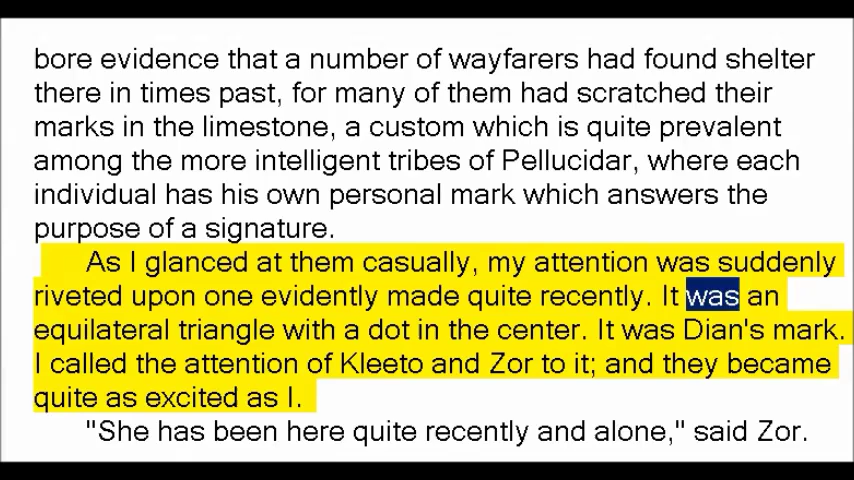 bore evidence that a number of wayfarers had found shelter
there in times past, for many of them had scratched their
marks in the limestone, a custom which is quite prevalent
among the more intelligent tribes of Pellucidar, where each
individual has his own personal mark which answers the
purpose of a signature.
As I glanced at them casually, my attention was suddenly
riveted upon one evidently made quite recently. It was an
equilateral triangle with a dot in the center. It was Dian's mark.
I called the attention of Kleeto and Zor to it; and they became
quite as excited as I.
"She has been here quite recently and alone," said Zor.